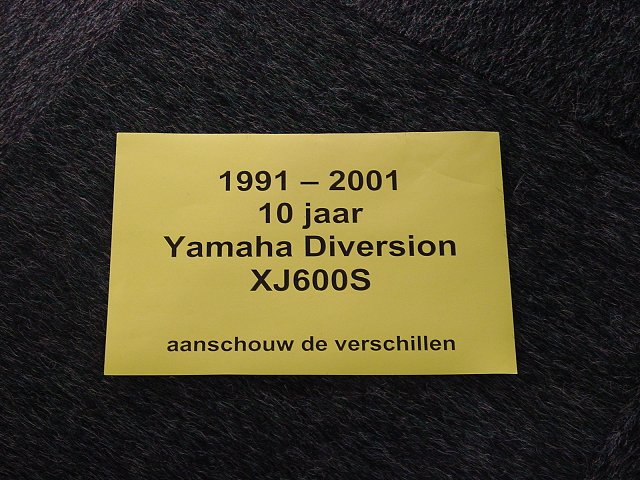 1991 – 2001
10 jaar
Yamaha Diversion
XJ600S
aanschouw de verschillen